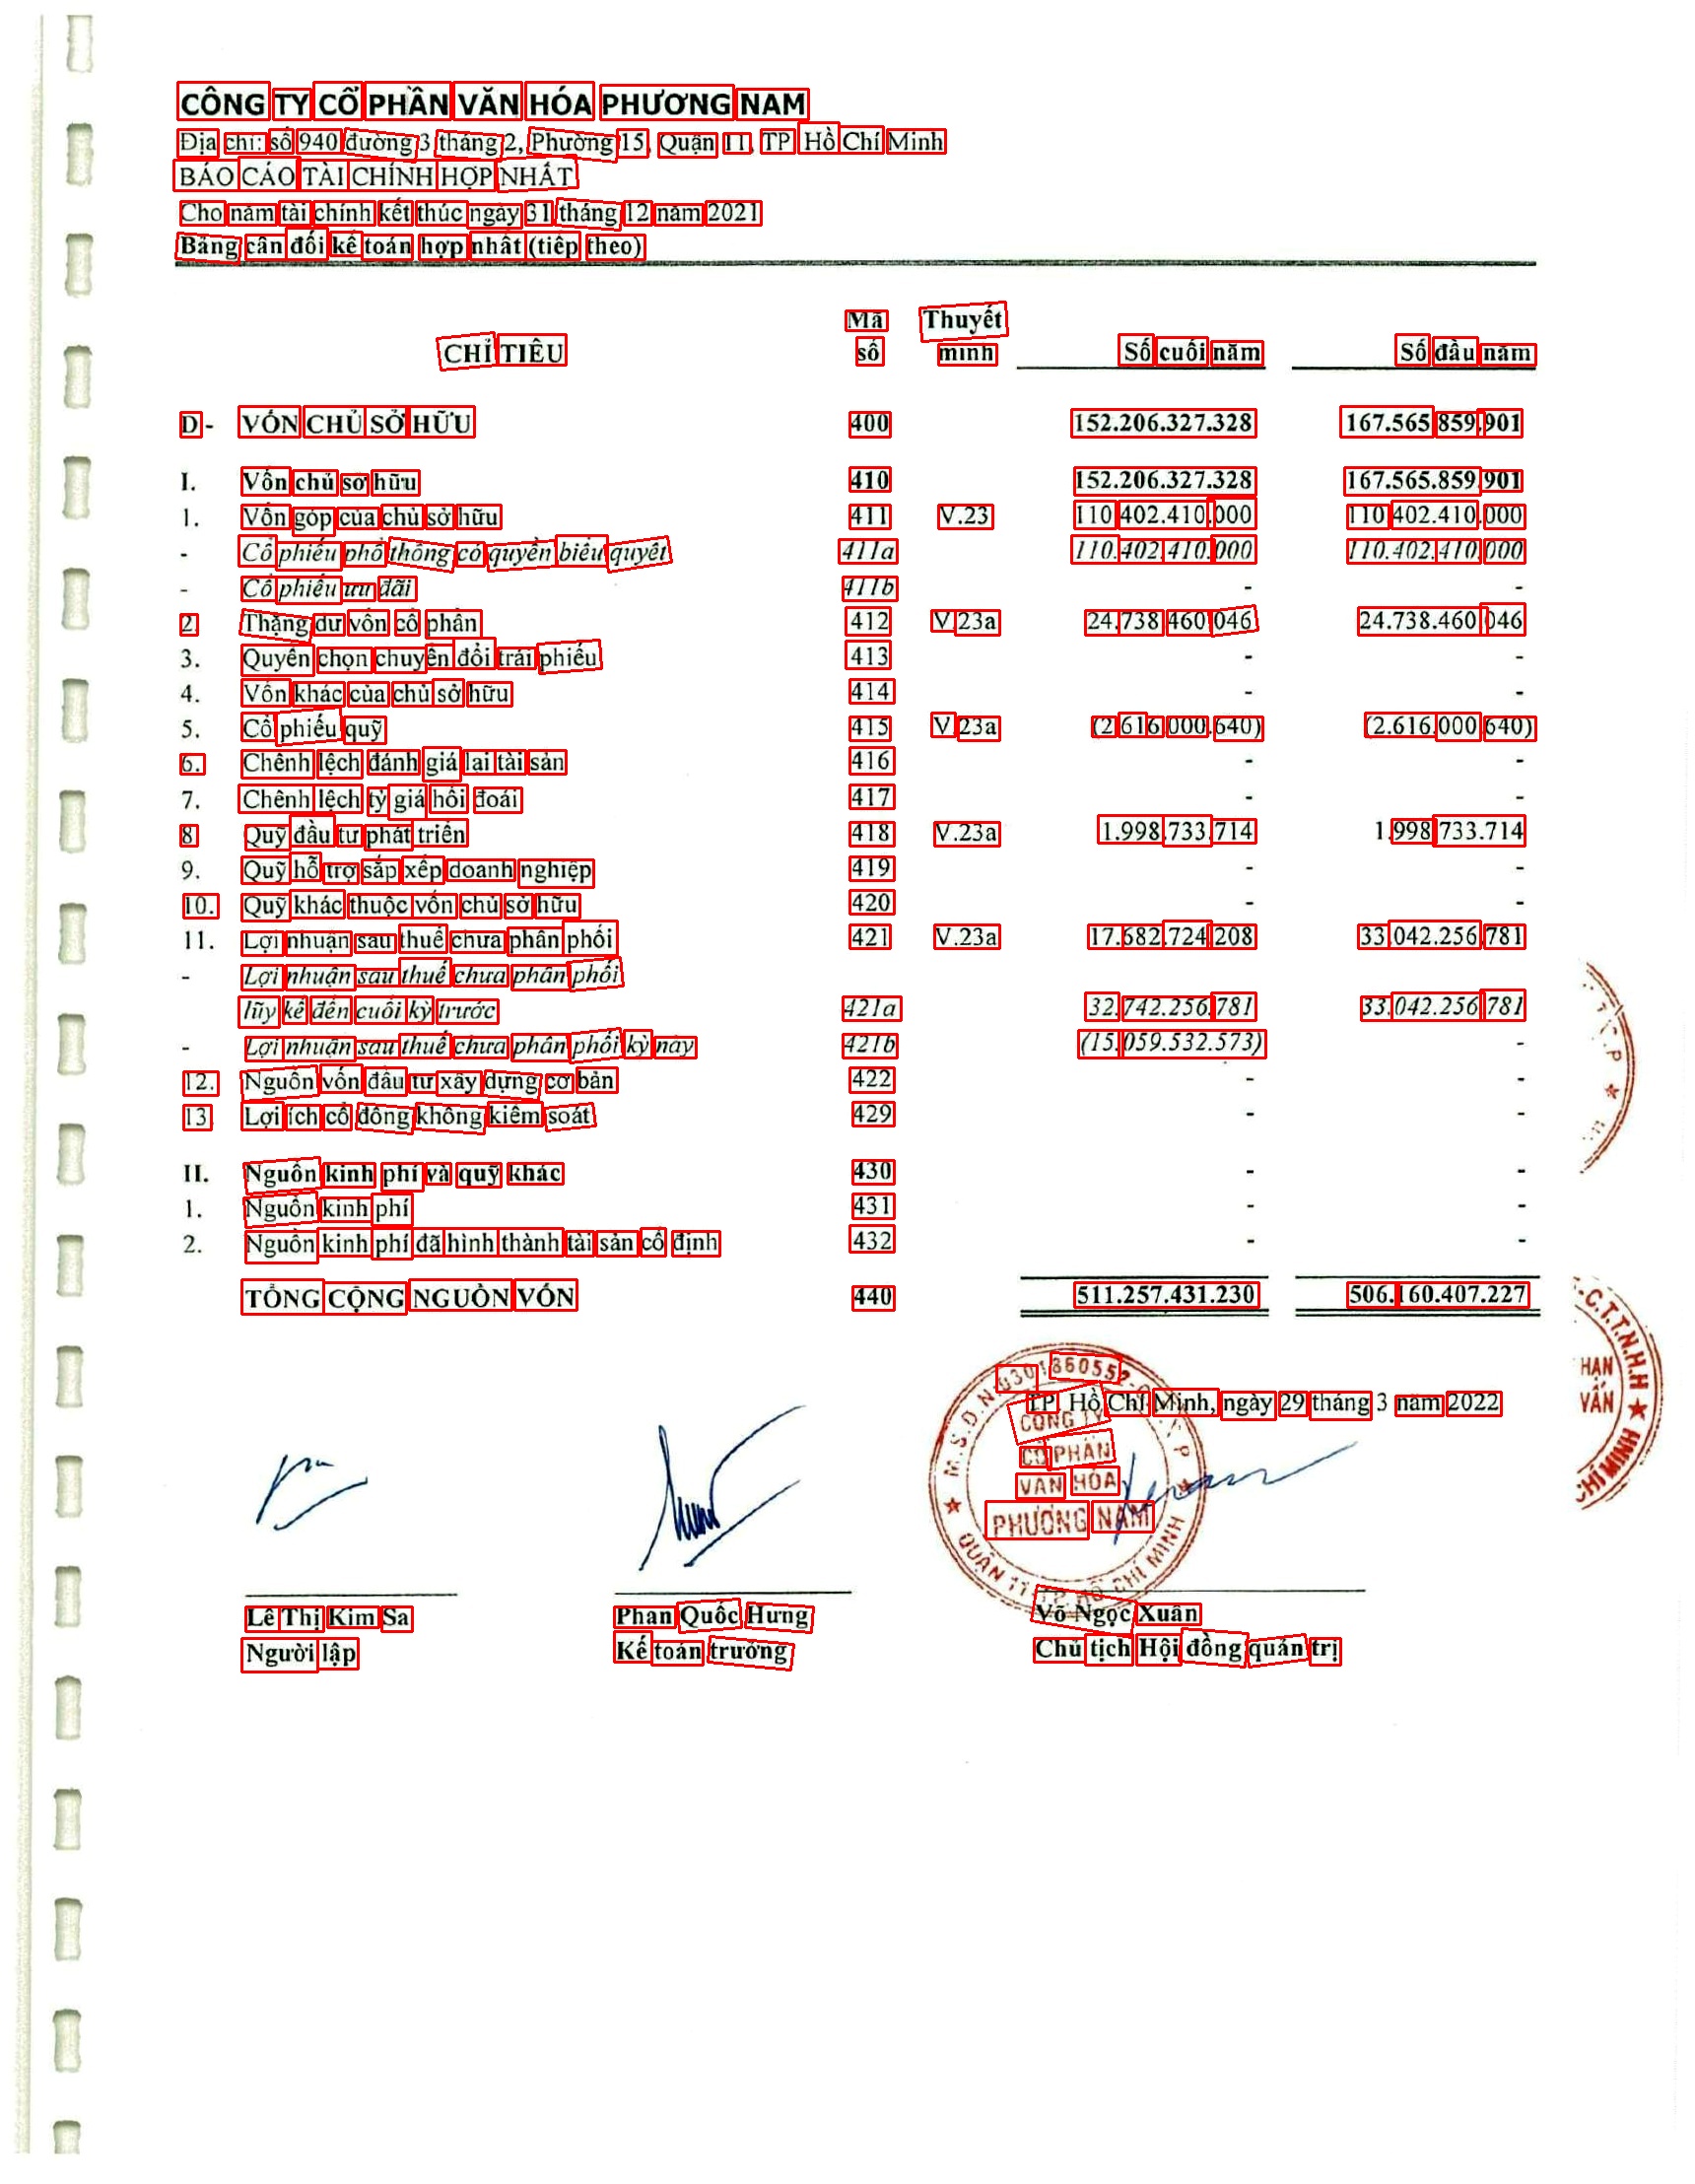 CÔNG TY CỔ PHẦN VĂN HÓA PHƯƠNG NAM
Địa chỉ: số 940 đường 3 tháng 2, Phường 15, Quận 11, TP. Hồ Chí Minh
BÁO CÁO TÀI CHÍNH HỢP NHẤT
Cho năm tài chính kết thúc ngày 31 tháng 12 năm 2021
Bảng cân đối kế toán hợp nhất (tiếp theo)
CHỈ TIÊU Mã số Thuyết minh Số cuối năm Số đầu năm
D - VỐN CHỦ SỞ HỮU 400 152.206.327.328 167.565.859.901
I. Vốn chủ sở hữu 410 152.206.327.328 167.565.859.901
1. Vốn góp của chủ sở hữu 411 V.23 110.402.410.000 110.402.410.000
- Cổ phiếu phổ thông có quyền biểu quyết 411a 110.402.410.000 110.402.410.000
- Cổ phiếu ưu đãi 411b - -
2. Thặng dư vốn cổ phần 412 V.23a 24.738.460.046 24.738.460.046
3. Quyền chọn chuyển đổi trái phiếu 413 - -
4. Vốn khác của chủ sở hữu 414 - -
5. Cổ phiếu quỹ 415 V.23a (2.616.000.640) (2.616.000.640)
6. Chênh lệch đánh giá lại tài sản 416 - -
7. Chênh lệch tỷ giá hối đoái 417 - -
8. Quỹ đầu tư phát triển 418 V.23a 1.998.733.714 1.998.733.714
9. Quỹ hỗ trợ sắp xếp doanh nghiệp 419 - -
10. Quỹ khác thuộc vốn chủ sở hữu 420 - -
11. Lợi nhuận sau thuế chưa phân phối 421 V.23a 17.682.724.208 33.042.256.781
- Lợi nhuận sau thuế chưa phân phối
lũy kế đến cuối kỳ trước 421a 32.742.256.781 33.042.256.781
- Lợi nhuận sau thuế chưa phân phối kỳ này 421b (15.059.532.573) -
12. Nguồn vốn đầu tư xây dựng cơ bản 422 - -
13. Lợi ích cổ đông không kiểm soát 429 - -
II. Nguồn kinh phí và quỹ khác 430 - -
1. Nguồn kinh phí 431 - -
2. Nguồn kinh phí đã hình thành tài sản cố định 432 - -
TỔNG CỘNG NGUỒN VỐN 440 511.257.431.230 506.160.407.227
TP. Hồ Chí Minh, ngày 29 tháng 3 năm 2022
M.S.D.N:0301860552
CÔNG TY
CỔ PHẦN
VĂN HÓA
PHƯƠNG NAM
QUẬN 11 - TP. HỒ CHÍ MINH
Lê Thị Kim Sa Phan Quốc Hưng Võ Ngọc Xuân
Người lập Kế toán trưởng Chủ tịch Hội đồng quản trị